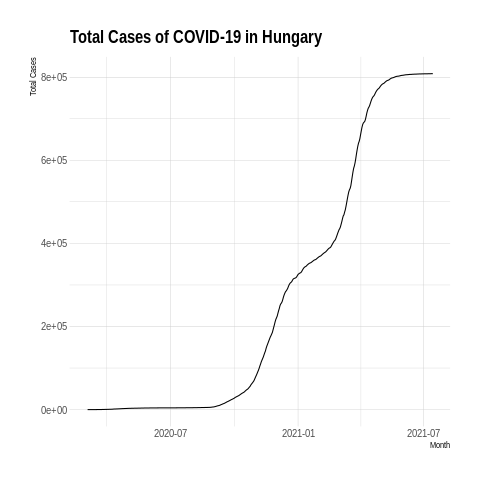 Total Cases of COVID-19 in Hungary
Total Cases
8e+05
6e+05
4e+05
2e+05
0e+00
2020-07 2021-01 2021-07
Month